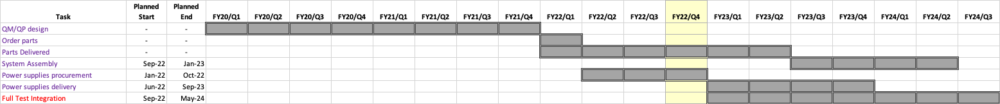 Task Planned Start Planned End FY20/Q1 FY20/Q2 FY20/Q3 FY20/Q4 FY21/Q1 FY21/Q2 FY21/Q3 FY21/Q4 FY22/Q1 FY22/Q2 FY22/Q3 FY22/Q4 FY23/Q1 FY23/Q2 FY23/Q3 FY23/Q4 FY24/Q1 FY24/Q2 FY24/Q3
QM/QP design - -
Order parts - -
Parts Delivered - -
System Assembly Sep-22 Jan-23
Power supplies procurement Jan-22 Oct-22
Power supplies delivery Jun-22 Sep-23
Full Test Integration Sep-22 May-24